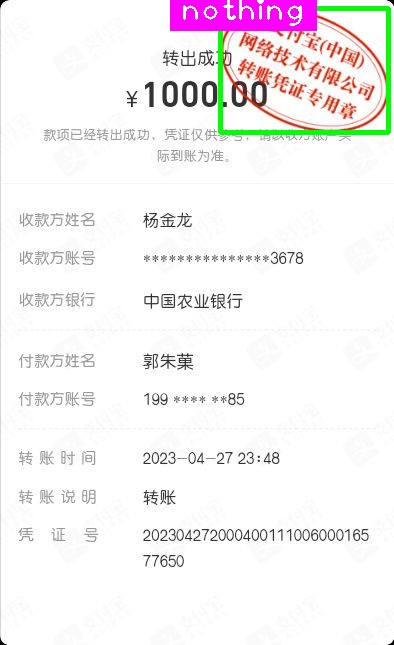 nothing
支付宝(中国)
网络技术有限公司
转账凭证专用章
转出成功
¥1000.00
款项已经转出成功，凭证仅供参考，请以收方账户实
际到账为准。
收款方姓名 杨金龙
收款方账号 ***************3678
收款方银行 中国农业银行
付款方姓名 郭朱菓
付款方账号 199 **** **85
转账时间 2023-04-27 23:48
转账说明 转账
凭证号 202304272000400111006000165
77650